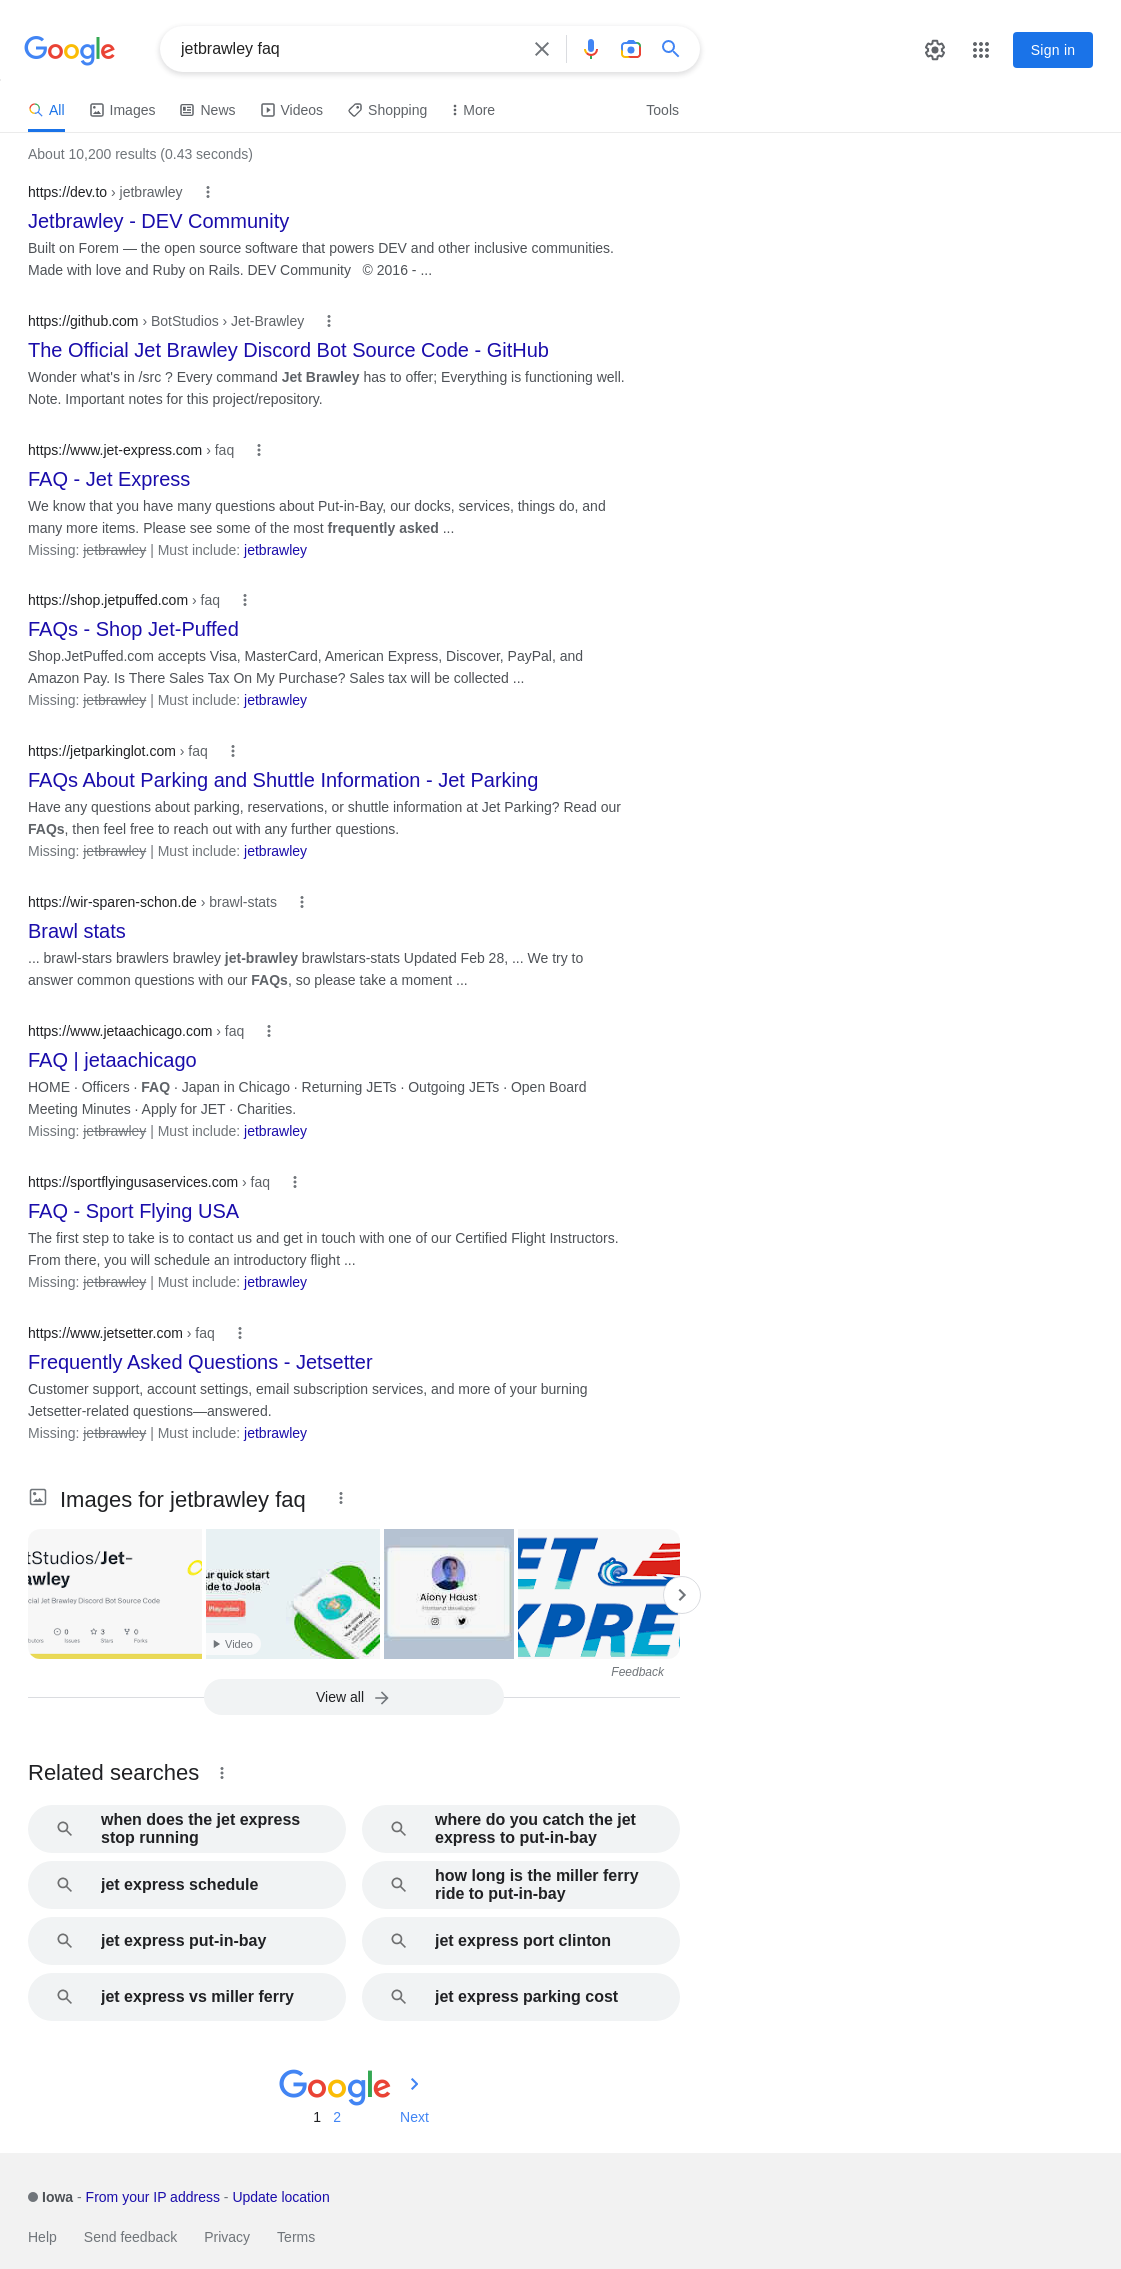 Google
jetbrawley faq
Sign in
All
Images
News
Videos
Shopping
More
Tools
About 10,200 results (0.43 seconds)
https://dev.to › jetbrawley
Jetbrawley - DEV Community
Built on Forem — the open source software that powers DEV and other inclusive communities.
Made with love and Ruby on Rails. DEV Community © 2016 - ...
https://github.com › BotStudios › Jet-Brawley
The Official Jet Brawley Discord Bot Source Code - GitHub
Wonder what's in /src ? Every command Jet Brawley has to offer; Everything is functioning well.
Note. Important notes for this project/repository.
https://www.jet-express.com › faq
FAQ - Jet Express
We know that you have many questions about Put-in-Bay, our docks, services, things do, and
many more items. Please see some of the most frequently asked ...
Missing: jetbrawley | Must include: jetbrawley
https://shop.jetpuffed.com › faq
FAQs - Shop Jet-Puffed
Shop.JetPuffed.com accepts Visa, MasterCard, American Express, Discover, PayPal, and
Amazon Pay. Is There Sales Tax On My Purchase? Sales tax will be collected ...
Missing: jetbrawley | Must include: jetbrawley
https://jetparkinglot.com › faq
FAQs About Parking and Shuttle Information - Jet Parking
Have any questions about parking, reservations, or shuttle information at Jet Parking? Read our
FAQs, then feel free to reach out with any further questions.
Missing: jetbrawley | Must include: jetbrawley
https://wir-sparen-schon.de › brawl-stats
Brawl stats
... brawl-stars brawlers brawley jet-brawley brawlstars-stats Updated Feb 28, ... We try to
answer common questions with our FAQs, so please take a moment ...
https://www.jetaachicago.com › faq
FAQ | jetaachicago
HOME · Officers · FAQ · Japan in Chicago · Returning JETs · Outgoing JETs · Open Board
Meeting Minutes · Apply for JET · Charities.
Missing: jetbrawley | Must include: jetbrawley
https://sportflyingusaservices.com › faq
FAQ - Sport Flying USA
The first step to take is to contact us and get in touch with one of our Certified Flight Instructors.
From there, you will schedule an introductory flight ...
Missing: jetbrawley | Must include: jetbrawley
https://www.jetsetter.com › faq
Frequently Asked Questions - Jetsetter
Customer support, account settings, email subscription services, and more of your burning
Jetsetter-related questions—answered.
Missing: jetbrawley | Must include: jetbrawley
Images for jetbrawley faq
tStudios/Jet-
awley
cial Jet Brawley Discord Bot Source Code
0 3 0
Issues Stars Forks
ur quick start
ide to Joola
Play video
Video
Aiony Haust
Frontend developer
ET
XPRE
Feedback
View all
Related searches
when does the jet express
stop running
where do you catch the jet
express to put-in-bay
jet express schedule
how long is the miller ferry
ride to put-in-bay
jet express put-in-bay
jet express port clinton
jet express vs miller ferry
jet express parking cost
Google
1 2 Next
Iowa - From your IP address - Update location
Help Send feedback Privacy Terms